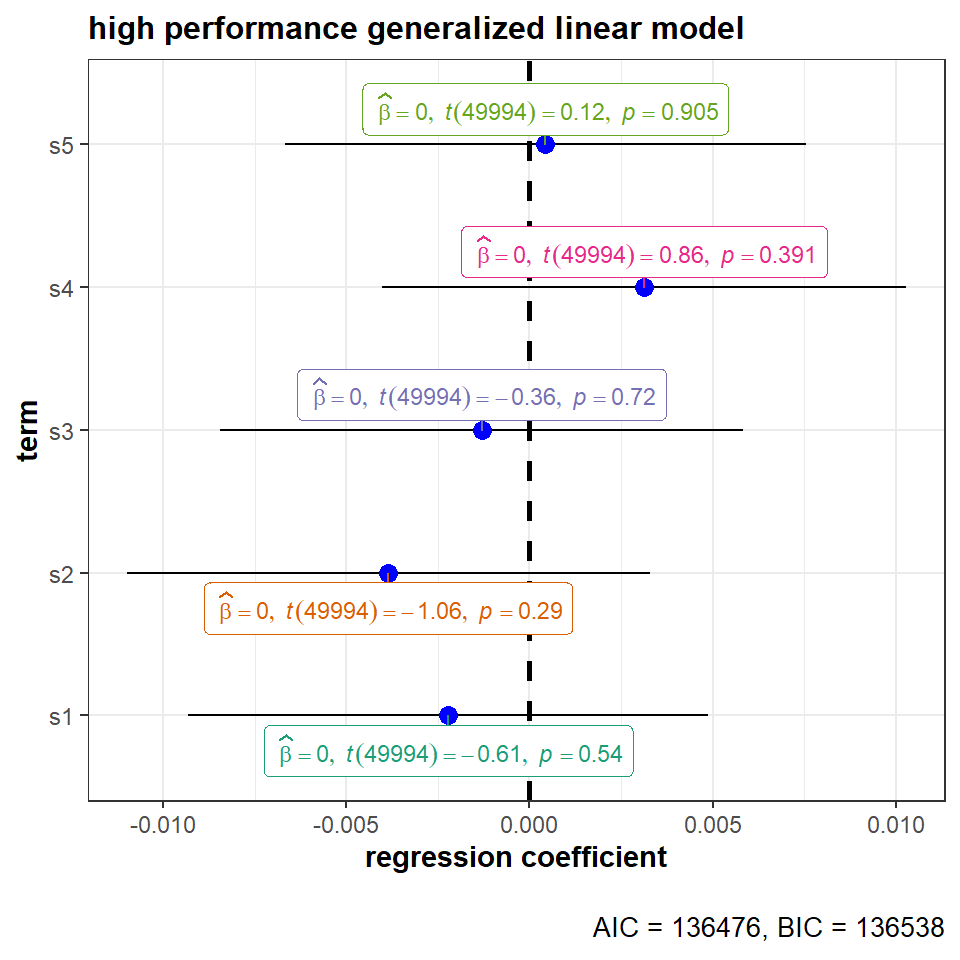 high performance generalized linear model
β̂ = 0, t(49994) = 0.12, p = 0.905
s5
β̂ = 0, t(49994) = 0.86, p = 0.391
s4
β̂ = 0, t(49994) = −0.36, p = 0.72
s3
term
s2
β̂ = 0, t(49994) = −1.06, p = 0.29
s1
β̂ = 0, t(49994) = −0.61, p = 0.54
-0.010 -0.005 0.000 0.005 0.010
regression coefficient
AIC = 136476, BIC = 136538